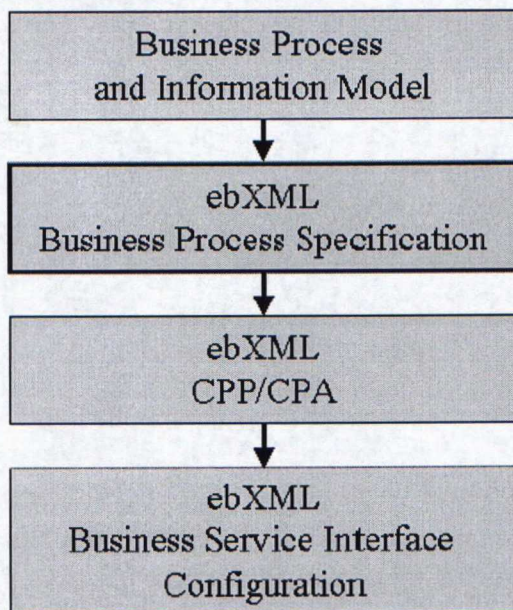 Business Process
and Information Model
ebXML
Business Process Specification
ebXML
CPP/CPA
ebXML
Business Service Interface
Configuration